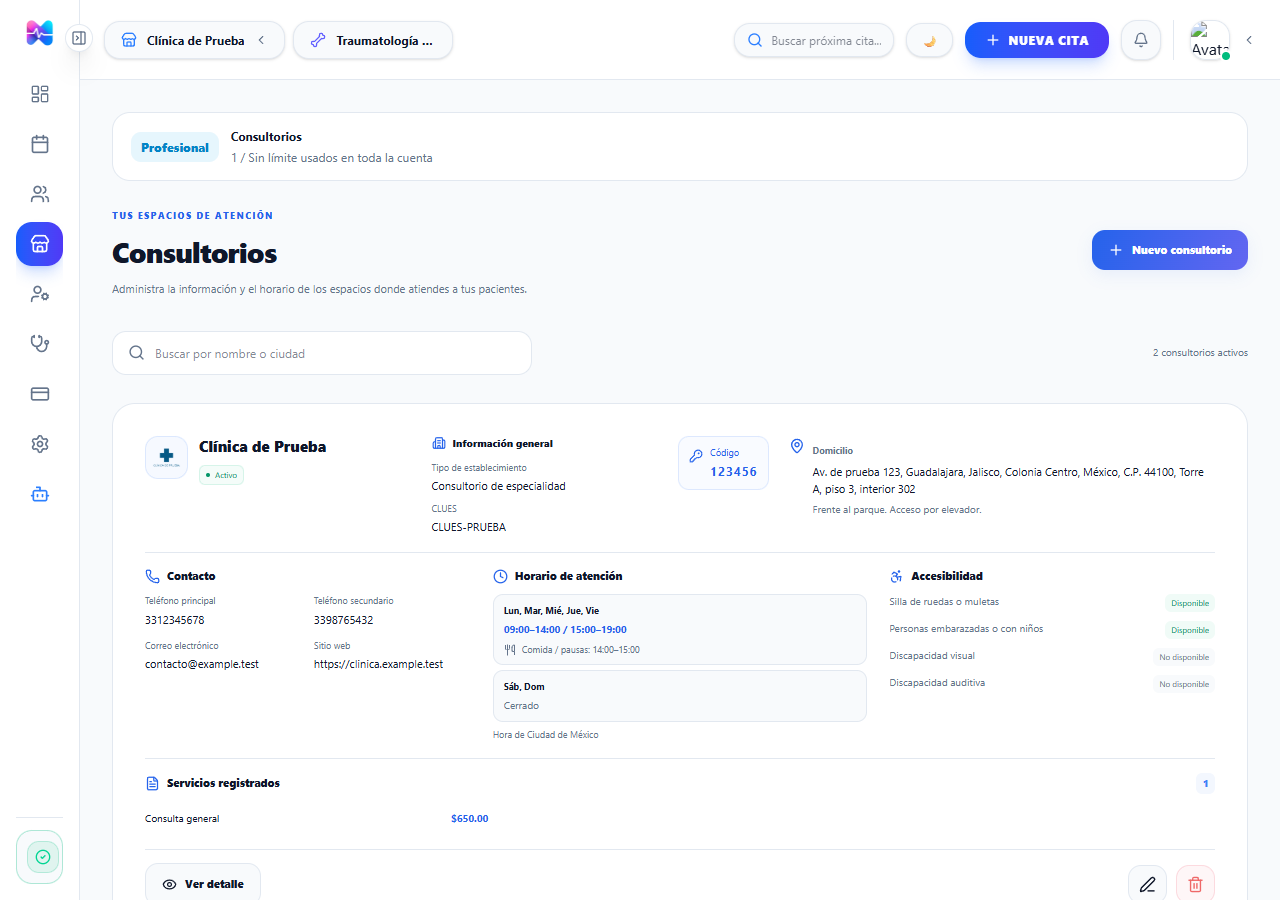 Clínica de Prueba
Traumatología ...
Buscar próxima cita...
NUEVA CITA
Avata
Profesional
Consultorios
1 / Sin límite usados en toda la cuenta
TUS ESPACIOS DE ATENCIÓN
Consultorios
Nuevo consultorio
Administra la información y el horario de los espacios donde atiendes a tus pacientes.
Buscar por nombre o ciudad
2 consultorios activos
Clínica de Prueba
Activo
Información general
Tipo de establecimiento
Consultorio de especialidad
CLUES
CLUES-PRUEBA
Código
123456
Domicilio
Av. de prueba 123, Guadalajara, Jalisco, Colonia Centro, México, C.P. 44100, Torre
A, piso 3, interior 302
Frente al parque. Acceso por elevador.
Contacto
Teléfono principal
3312345678
Teléfono secundario
3398765432
Correo electrónico
contacto@example.test
Sitio web
https://clinica.example.test
Horario de atención
Lun, Mar, Mié, Jue, Vie
09:00–14:00 / 15:00–19:00
Comida / pausas: 14:00–15:00
Sáb, Dom
Cerrado
Hora de Ciudad de México
Accesibilidad
Silla de ruedas o muletas
Disponible
Personas embarazadas o con niños
Disponible
Discapacidad visual
No disponible
Discapacidad auditiva
No disponible
Servicios registrados
1
Consulta general
$650.00
Ver detalle